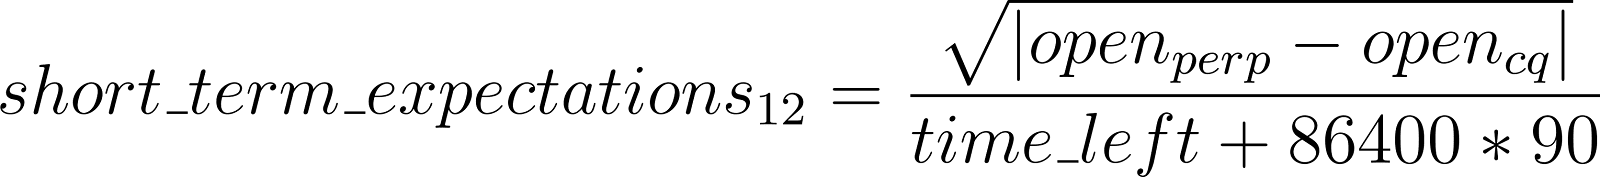 short_term_expectations₁₂ = √|open_perp − open_cq| / time_left + 86400 * 90